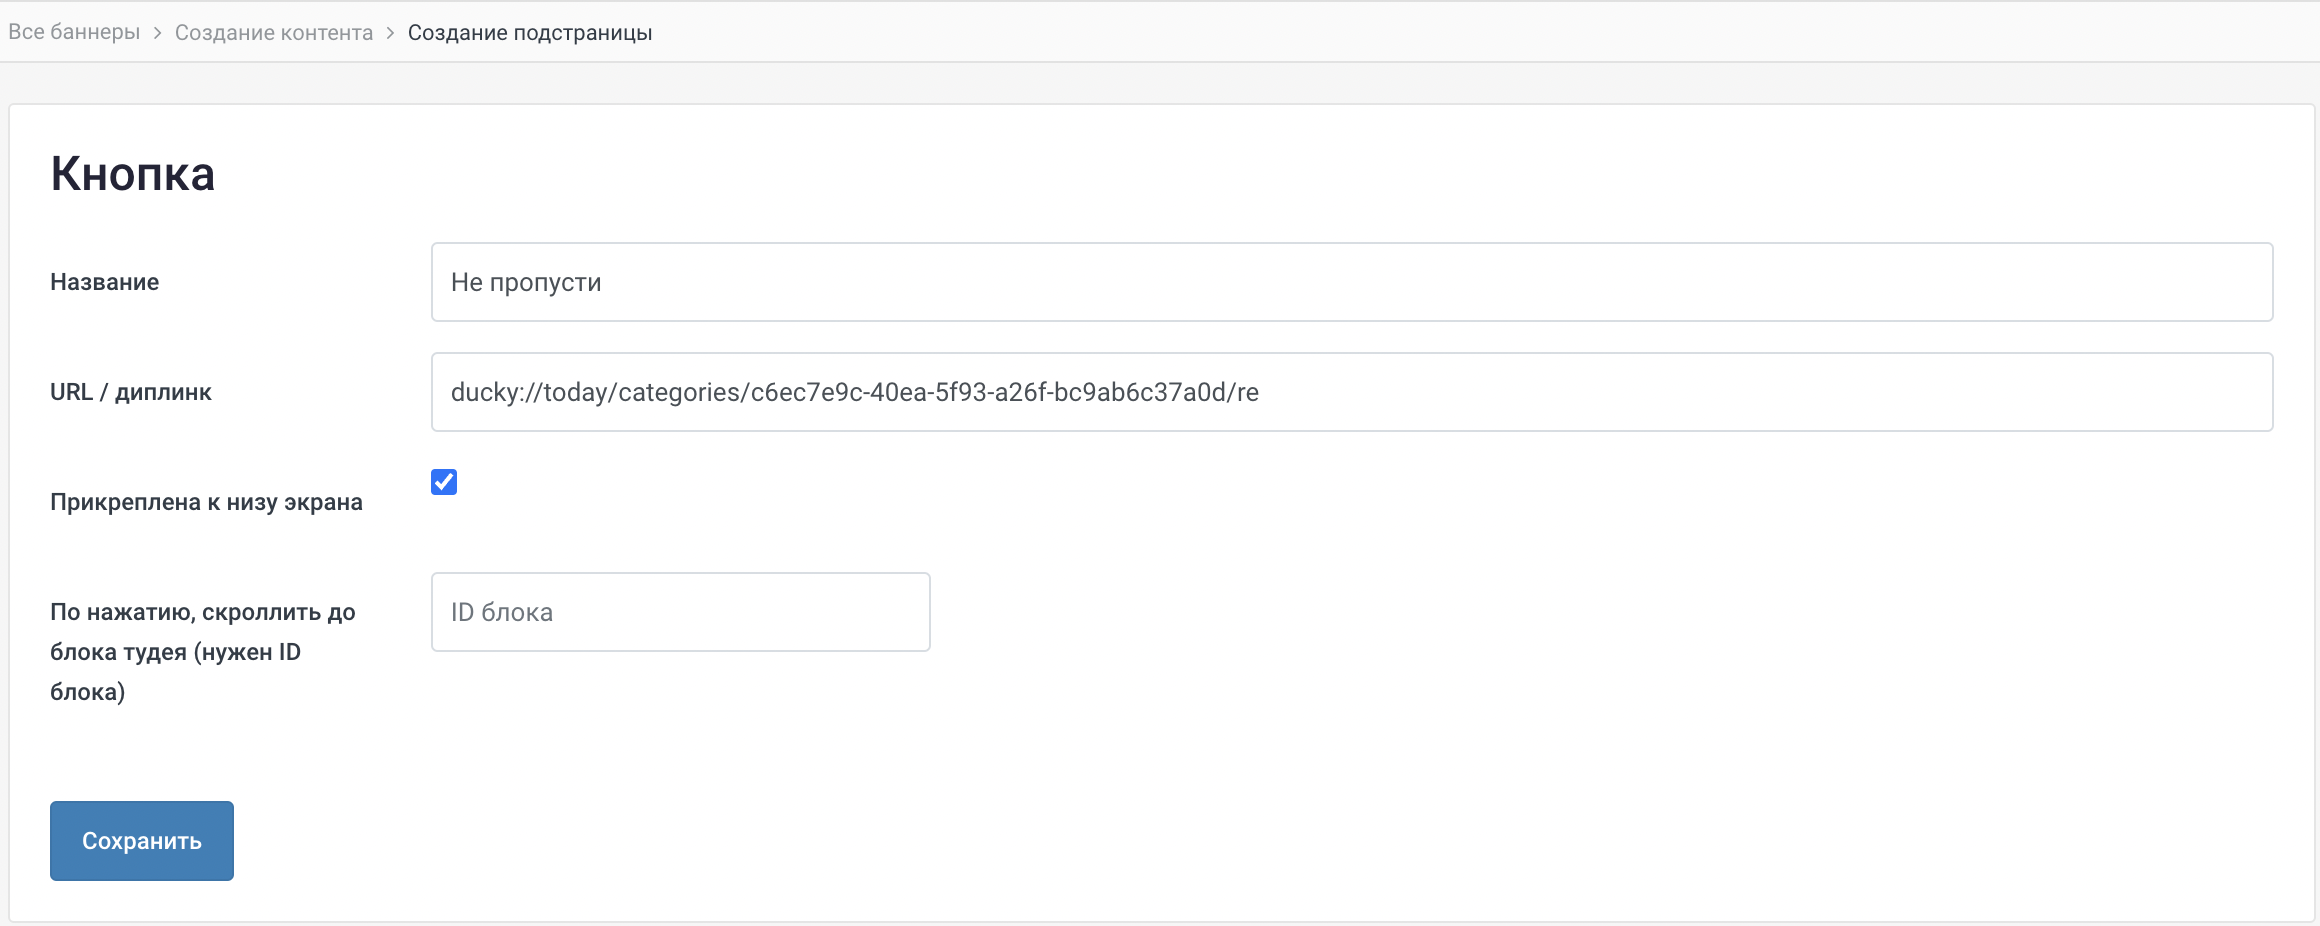 Все баннеры > Создание контента > Создание подстраницы
Кнопка
Название
Не пропусти
URL / диплинк
ducky://today/categories/c6ec7e9c-40ea-5f93-a26f-bc9ab6c37a0d/re
Прикреплена к низу экрана
По нажатию, скроллить до
блока тудея (нужен ID
блока)
ID блока
Сохранить